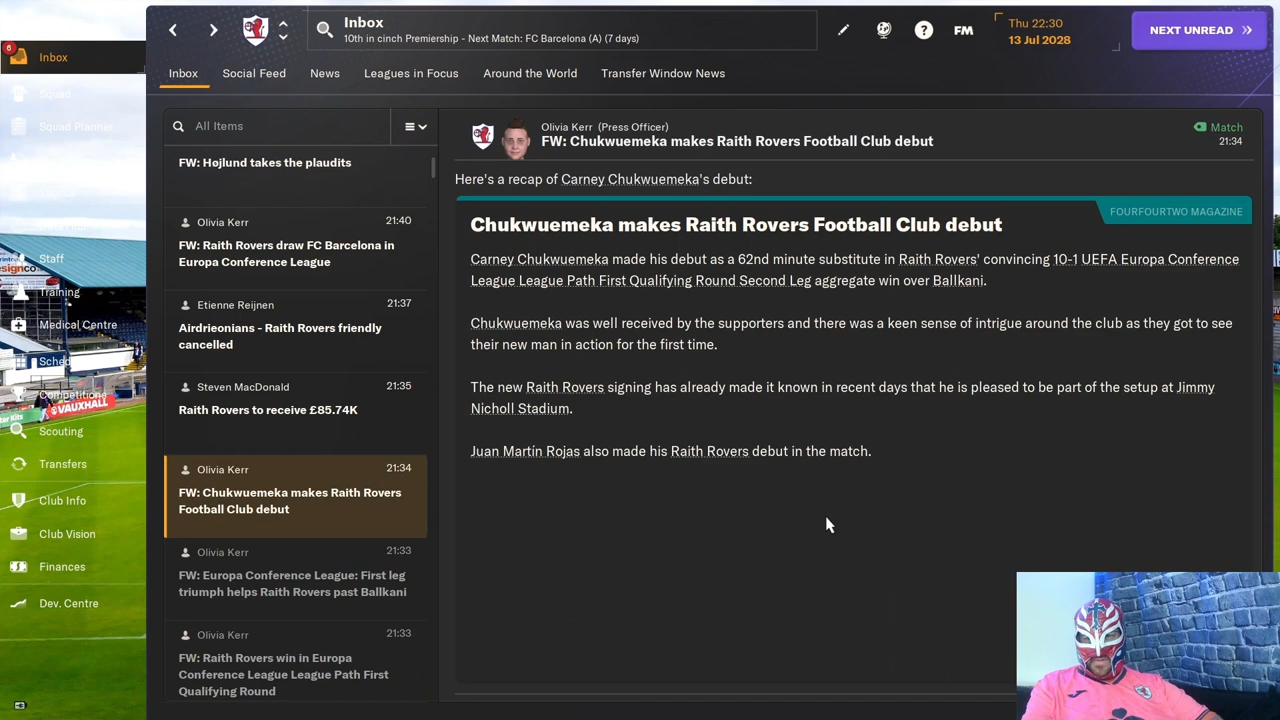 6
Inbox
Squad
Squad Planner
Staff
Training
Medical Centre
Sched
Competitions
Scouting
Transfers
Club Info
Club Vision
Finances
Dev. Centre
VAUXHALL
Inbox
10th in cinch Premiership - Next Match: FC Barcelona (A) (7 days)
?
FM
Thu 22:30
13 Jul 2028
NEXT UNREAD
Inbox
Social Feed
News
Leagues in Focus
Around the World
Transfer Window News
All Items
FW: Hojlund takes the plaudits
Olivia Kerr 21:40
FW: Raith Rovers draw FC Barcelona in
Europa Conference League
Etienne Reijnen 21:37
Airdrieonians - Raith Rovers friendly
cancelled
Steven MacDonald 21:35
Raith Rovers to receive £85.74K
Olivia Kerr 21:34
FW: Chukwuemeka makes Raith Rovers
Football Club debut
Olivia Kerr 21:33
FW: Europa Conference League: First leg
triumph helps Raith Rovers past Ballkani
Olivia Kerr 21:33
FW: Raith Rovers win in Europa
Conference League League Path First
Qualifying Round
Olivia Kerr (Press Officer)
FW: Chukwuemeka makes Raith Rovers Football Club debut
Match
21:34
Here's a recap of Carney Chukwuemeka's debut:
FOURFOURTWO MAGAZINE
Chukwuemeka makes Raith Rovers Football Club debut
Carney Chukwuemeka made his debut as a 62nd minute substitute in Raith Rovers' convincing 10-1 UEFA Europa Conference
League League Path First Qualifying Round Second Leg aggregate win over Ballkani.
Chukwuemeka was well received by the supporters and there was a keen sense of intrigue around the club as they got to see
their new man in action for the first time.
The new Raith Rovers signing has already made it known in recent days that he is pleased to be part of the setup at Jimmy
Nicholl Stadium.
Juan Martín Rojas also made his Raith Rovers debut in the match.